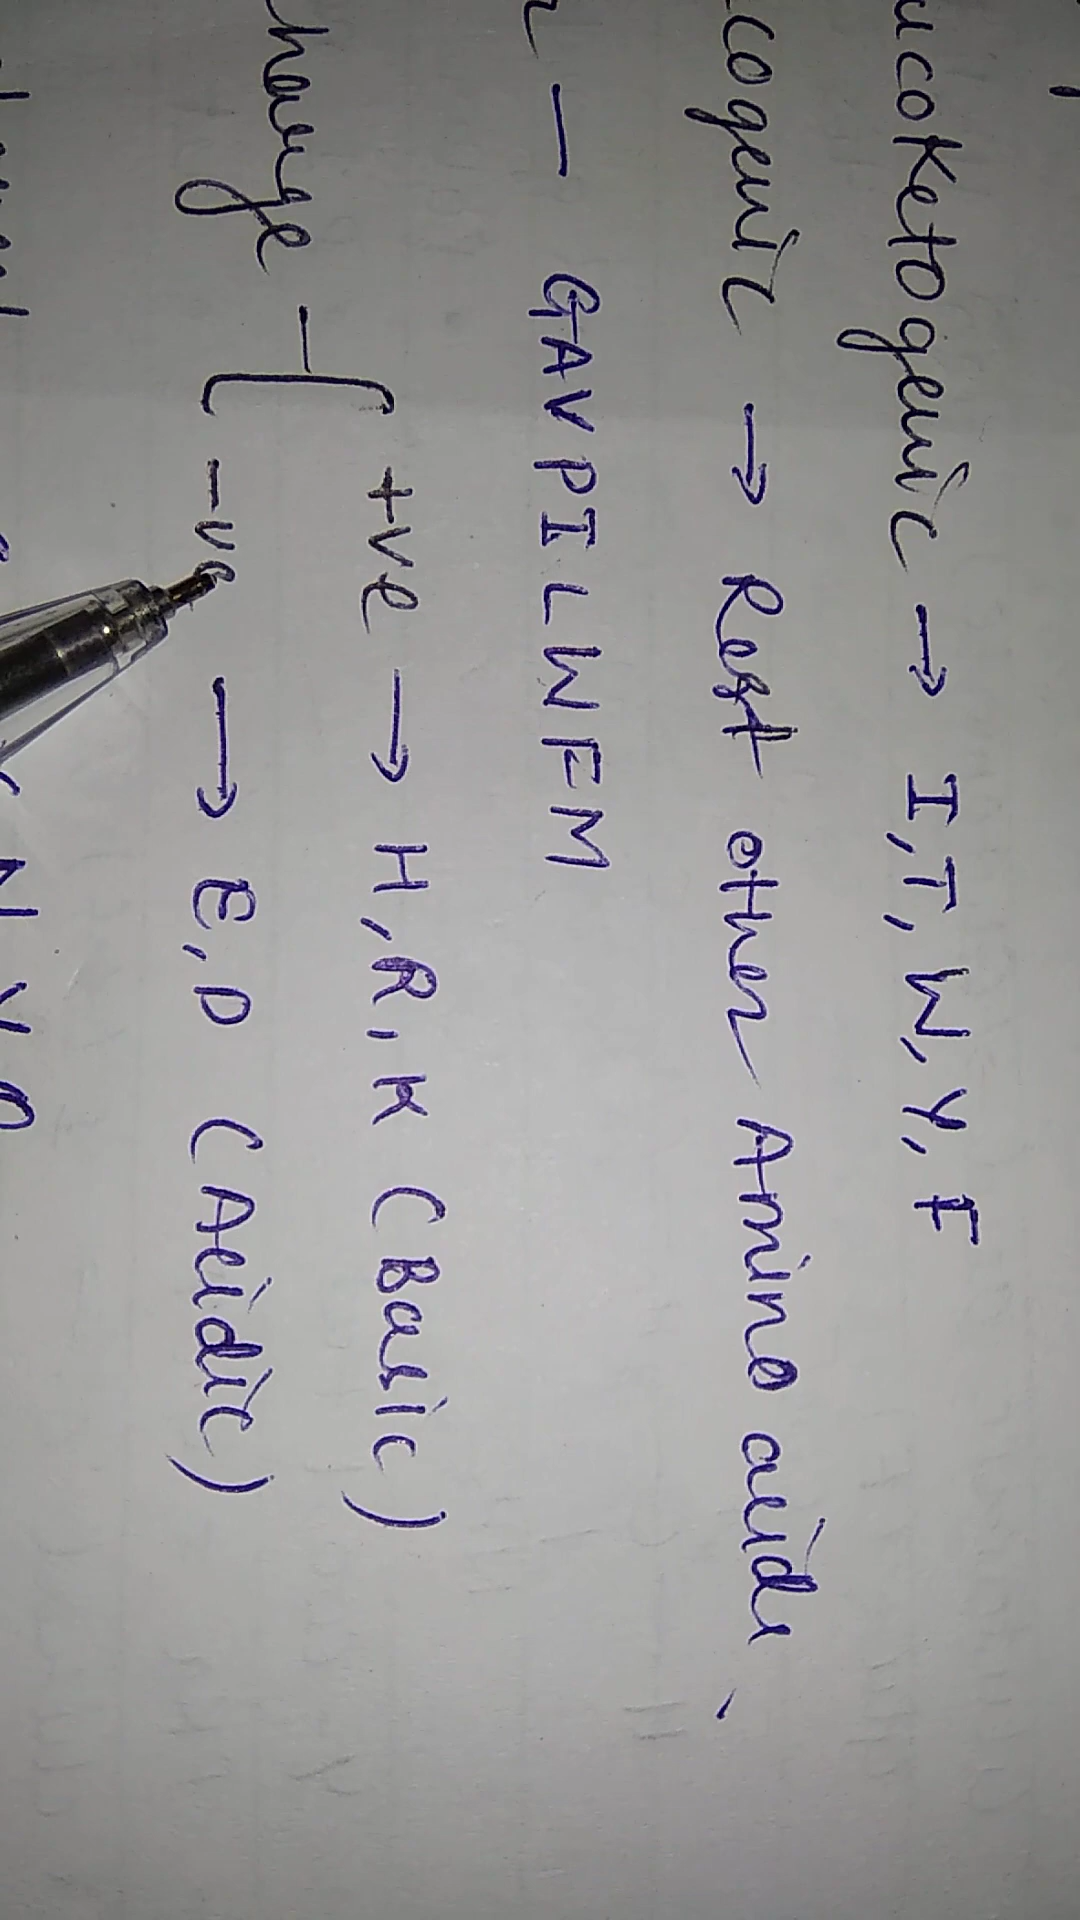 ucoketogenic → I, T, W, Y, F
cogenic → Rest other Amino acids.
r — GAVPILWFM
harge — +ve → H, R, K (Basic)
-ve → E, D (Acidic)